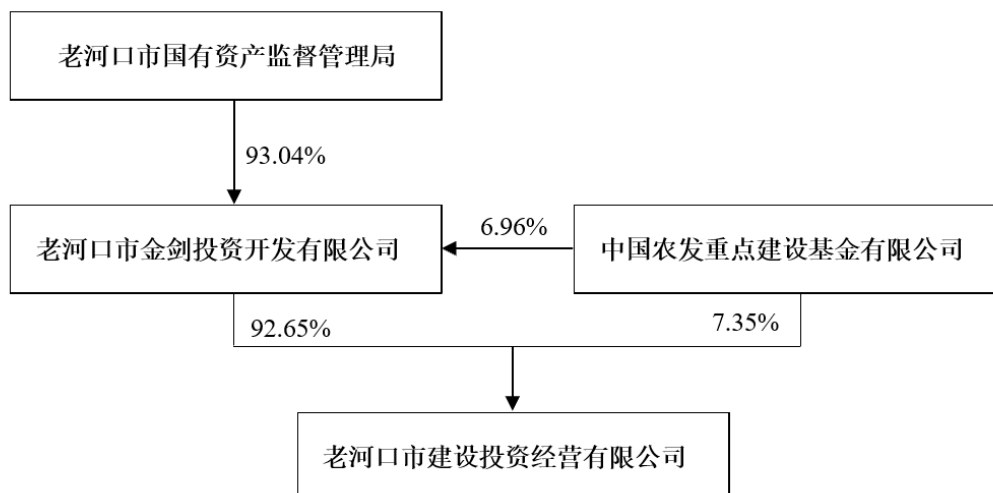 老河口市国有资产监督管理局
93.04%
老河口市金剑投资开发有限公司
6.96%
中国农发重点建设基金有限公司
92.65%
7.35%
老河口市建设投资经营有限公司